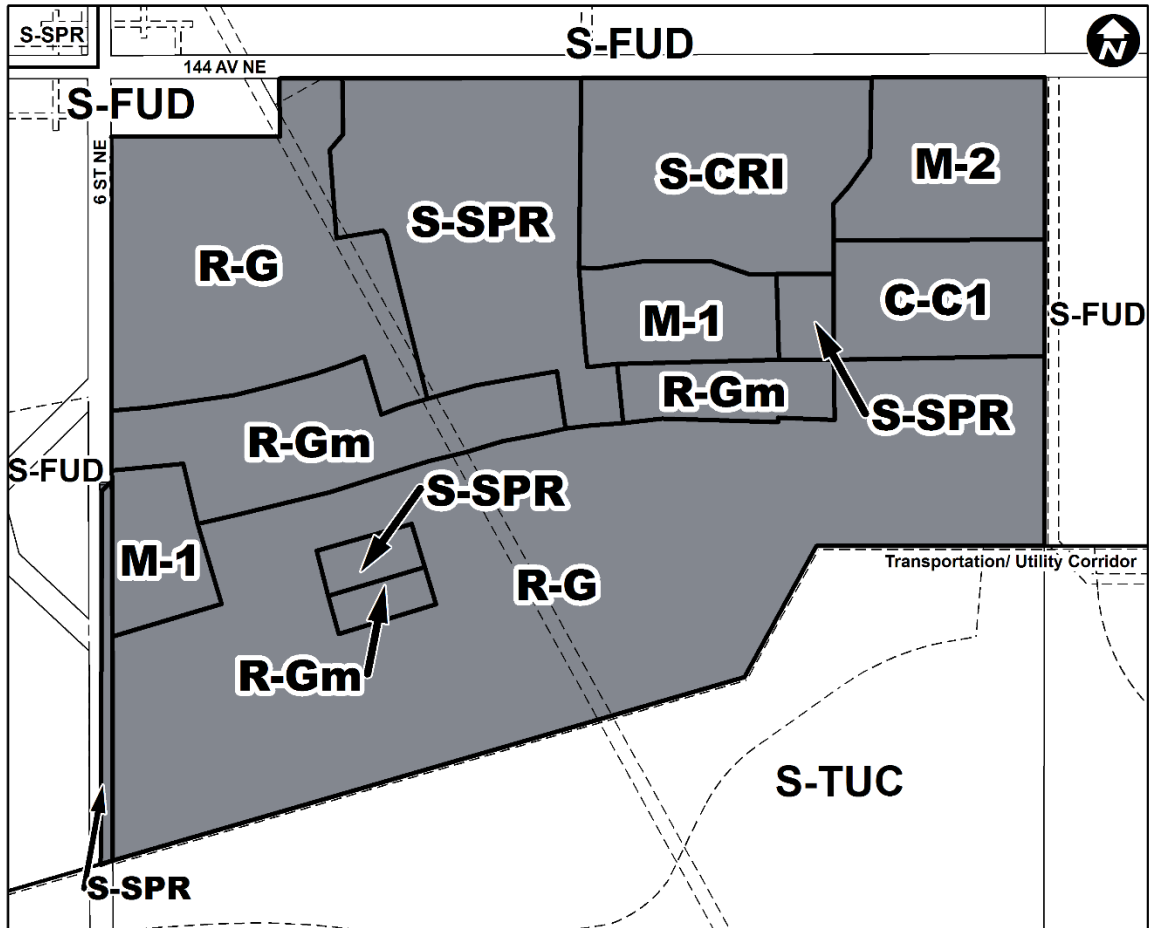 S-SPR
S-FUD
N
144 AV NE
S-FUD
6 ST NE
S-CRI
M-2
S-SPR
R-G
M-1
C-C1
S-FUD
R-Gm
S-SPR
R-Gm
S-FUD
S-SPR
M-1
Transportation/ Utility Corridor
R-G
R-Gm
S-TUC
S-SPR